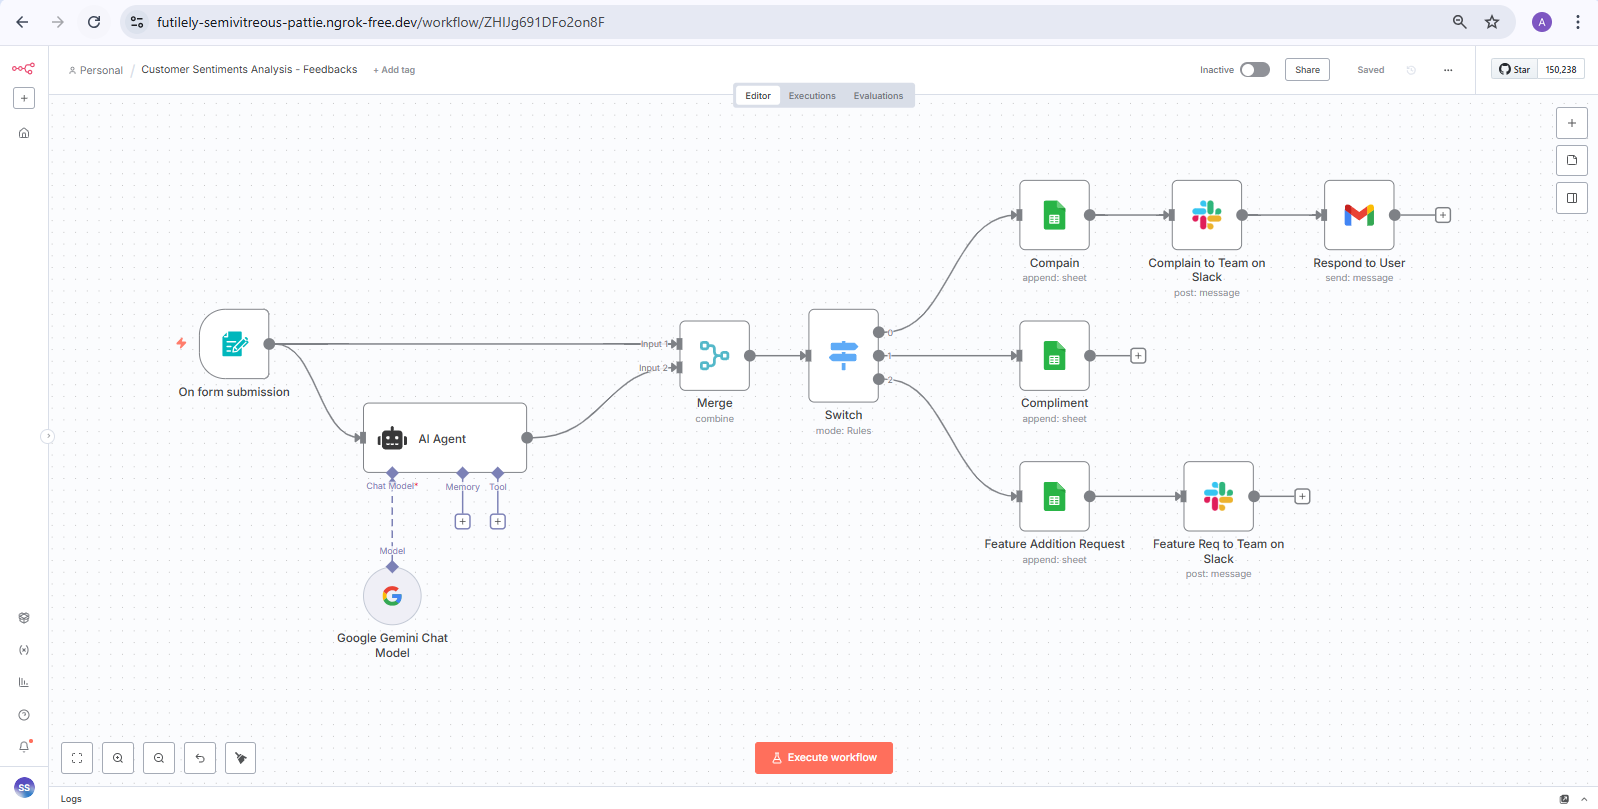 futilely-semivitreous-pattie.ngrok-free.dev/workflow/ZHIJg691DFo2on8F
A
Personal / Customer Sentiments Analysis - Feedbacks + Add tag
Inactive
Share
Saved
...
Star 150,238
Editor Executions Evaluations
On form submission
AI Agent
Chat Model*
Memory
Tool
Model
Google Gemini Chat
Model
Input 1
Input 2
Merge
combine
0
1
2
Switch
mode: Rules
Compain
append: sheet
Complain to Team on
Slack
post: message
Respond to User
send: message
Compliment
append: sheet
Feature Addition Request
append: sheet
Feature Req to Team on
Slack
post: message
Execute workflow
SS
Logs